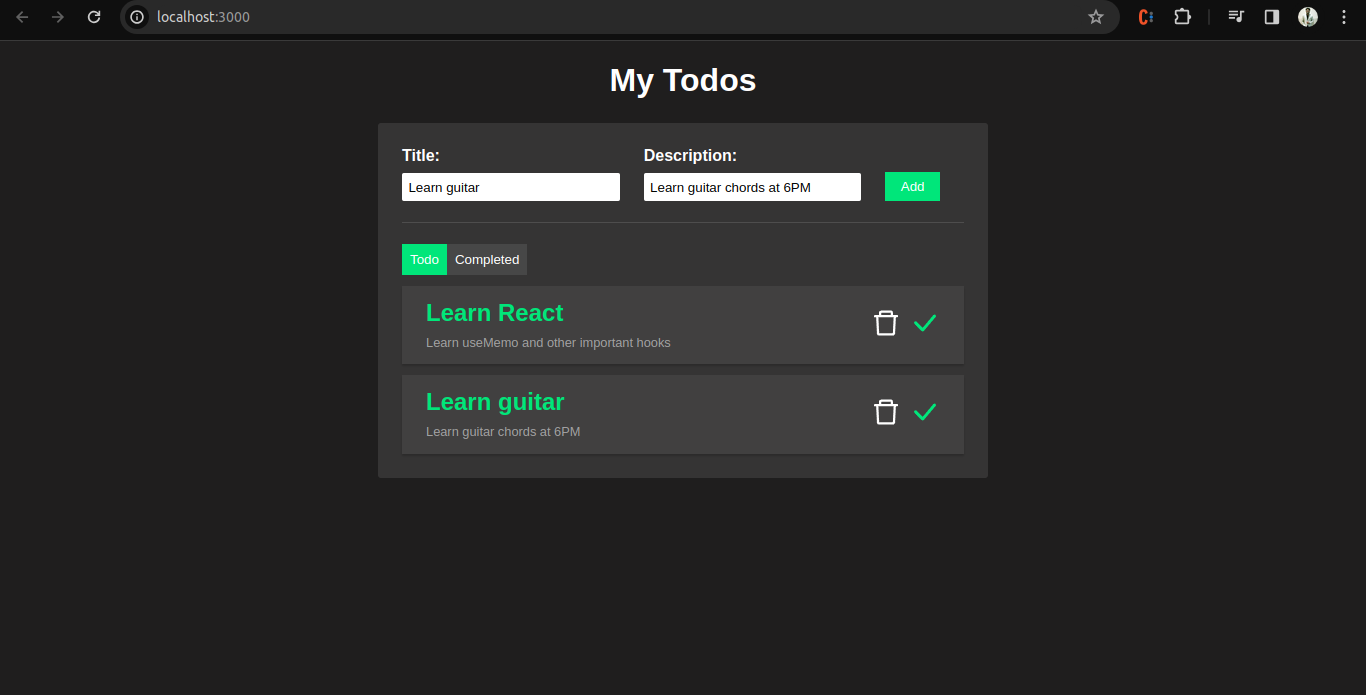 localhost:3000
My Todos
Title: Description:
Learn guitar Learn guitar chords at 6PM Add
Todo Completed
Learn React
Learn useMemo and other important hooks
Learn guitar
Learn guitar chords at 6PM